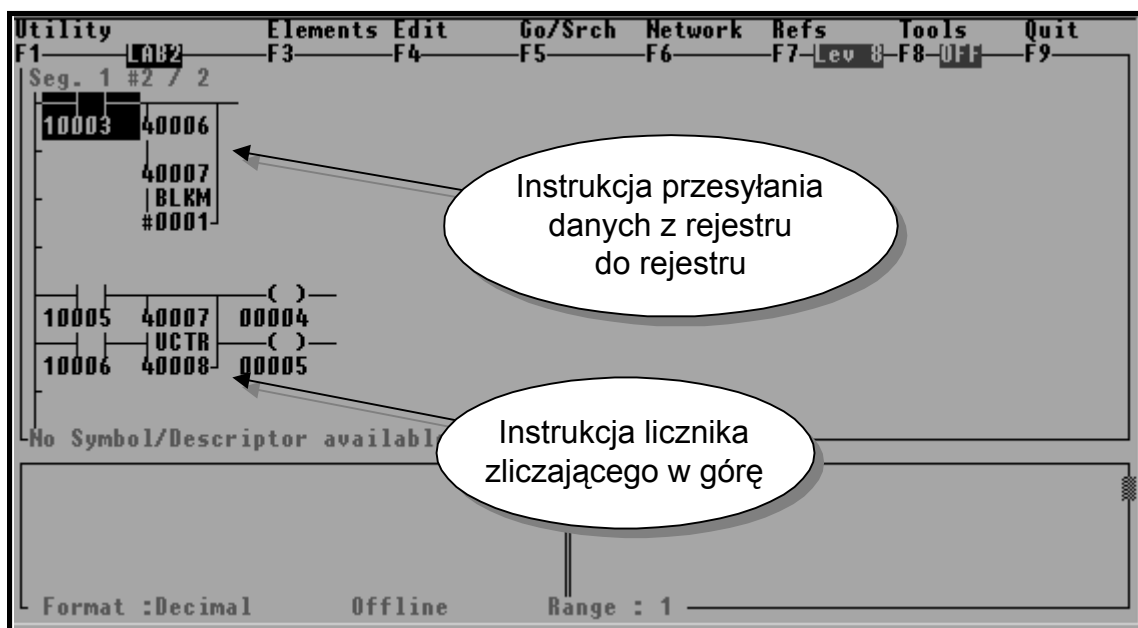 Utility Elements Edit Go/Srch Network Refs Tools Quit
F1 LAB2 F3 F4 F5 F6 F7 Lev 8 F8 OFF F9
Seg. 1 #2 / 2
10003 40006
40007
BLKM
#0001
Instrukcja przesyłania
danych z rejestru
do rejestru
( )
10005 40007 00004
UCTR ( )
10006 40008 00005
Instrukcja licznika
zliczającego w górę
No Symbol/Descriptor
Format :Decimal Offline Range : 1